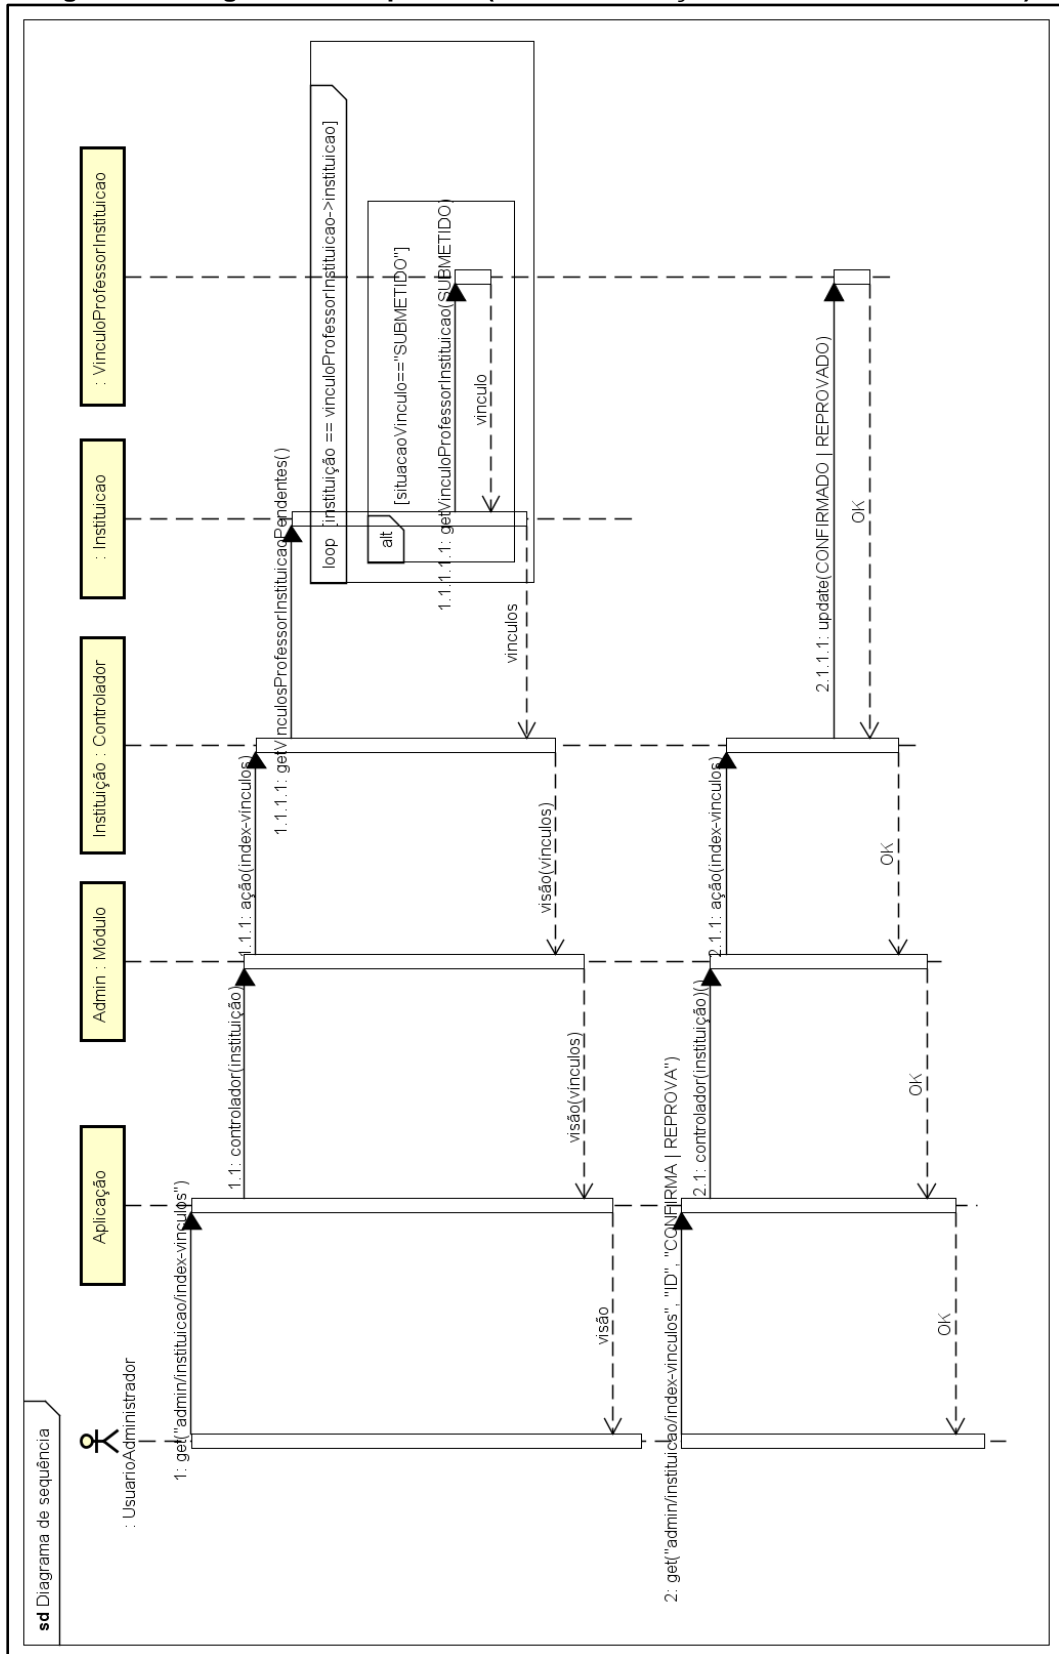 sd Diagrama de sequência
: UsuarioAdministrador
Aplicação
Admin : Módulo
Instituição : Controlador
: Instituicao
: VinculoProfessorInstituicao
1: get("admin/instituicao/index-vinculos")
1.1: controlador(instituição)
1.1.1: ação(index-vínculos)
1.1.1.1: getVinculosProfessorInstituicaoPendentes()
loop
[instituição == vinculoProfessorInstituicao->instituicao]
alt
[situacaoVinculo=="SUBMETIDO"]
1.1.1.1.1: getVinculoProfessorInstituicao(SUBMETIDO)
vinculo
vinculos
visão(vínculos)
visão(vínculos)
visão
2: get("admin/instituicao/index-vinculos", "ID", "CONFIRMA | REPROVA")
2.1: controlador(instituição)()
2.1.1: ação(index-vínculos)
2.1.1.1: update(CONFIRMADO | REPROVADO)
OK
OK
OK
OK